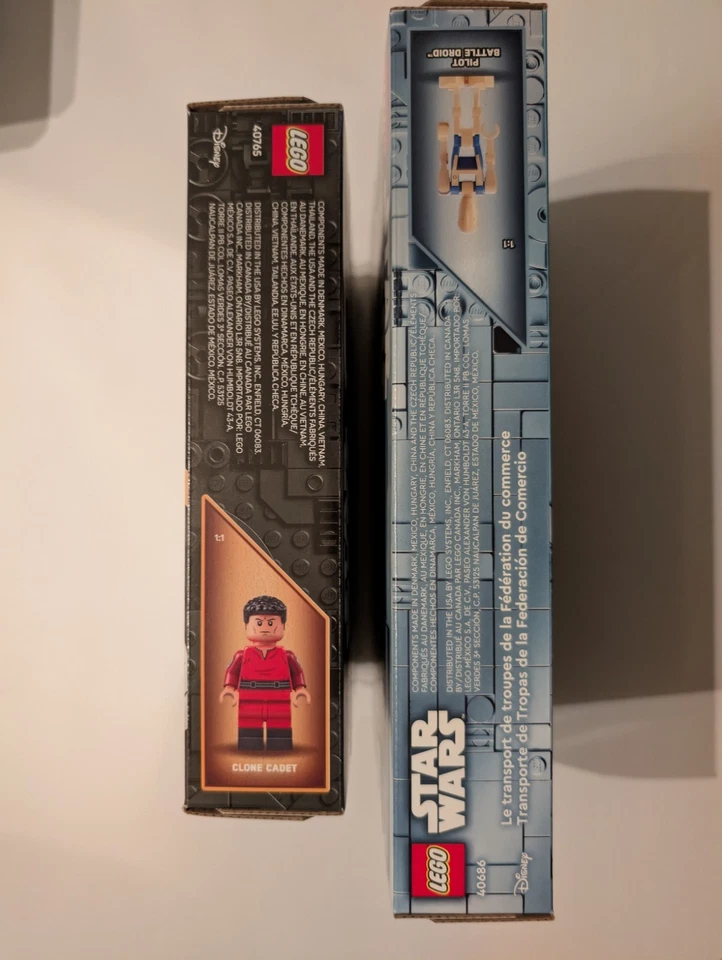 LEGO
40765
Disney
COMPONENTS MADE IN DENMARK, MEXICO, HUNGARY, CHINA, VIETNAM,
THAILAND, THE USA AND THE CZECH REPUBLIC/ÉLÉMENTS FABRIQUÉS
AU DANEMARK, AU MEXIQUE, EN HONGRIE, EN CHINE, AU VIETNAM,
EN THAÏLANDE, AUX ÉTATS-UNIS ET EN RÉPUBLIQUE TCHÈQUE/
COMPONENTES HECHOS EN DINAMARCA, MÉXICO, HUNGRÍA,
CHINA, VIETNAM, TAILANDIA, EE.UU. Y REPÚBLICA CHECA.
DISTRIBUTED IN THE USA BY LEGO SYSTEMS, INC., ENFIELD, CT 06083.
DISTRIBUTED IN CANADA BY/DISTRIBUÉ AU CANADA PAR LEGO
CANADA INC., MARKHAM, ONTARIO L3R 5N8. IMPORTADO POR: LEGO
MÉXICO S.A. DE C.V., PASEO ALEXANDER VON HUMBOLDT 43-A,
TORRE II PB COL. LOMAS VERDES 3ª SECCIÓN, C.P. 53125
NAUCALPAN DE JUÁREZ, ESTADO DE MÉXICO, MÉXICO.
1:1
CLONE CADET
PILOT
BATTLE DROID™
1:1
COMPONENTS MADE IN DENMARK, MEXICO, HUNGARY, CHINA AND THE CZECH REPUBLIC/ÉLÉMENTS
FABRIQUÉS AU DANEMARK, AU MEXIQUE, EN HONGRIE, EN CHINE ET EN RÉPUBLIQUE TCHÈQUE/
COMPONENTES HECHOS EN DINAMARCA, MÉXICO, HUNGRÍA, CHINA Y REPÚBLICA CHECA.
DISTRIBUTED IN THE USA BY LEGO SYSTEMS, INC., ENFIELD, CT 06083. DISTRIBUTED IN CANADA
BY/DISTRIBUÉ AU CANADA PAR LEGO CANADA INC., MARKHAM, ONTARIO L3R 5N8. IMPORTADO POR:
LEGO MÉXICO S.A. DE C.V., PASEO ALEXANDER VON HUMBOLDT 43-A, TORRE II PB COL. LOMAS
VERDES 3ª SECCIÓN, C.P. 53125 NAUCALPAN DE JUÁREZ, ESTADO DE MÉXICO, MÉXICO.
Le transport de troupes de la Fédération du commerce
Transporte de Tropas de la Federación de Comercio
STAR
WARS
LEGO
40686
Disney